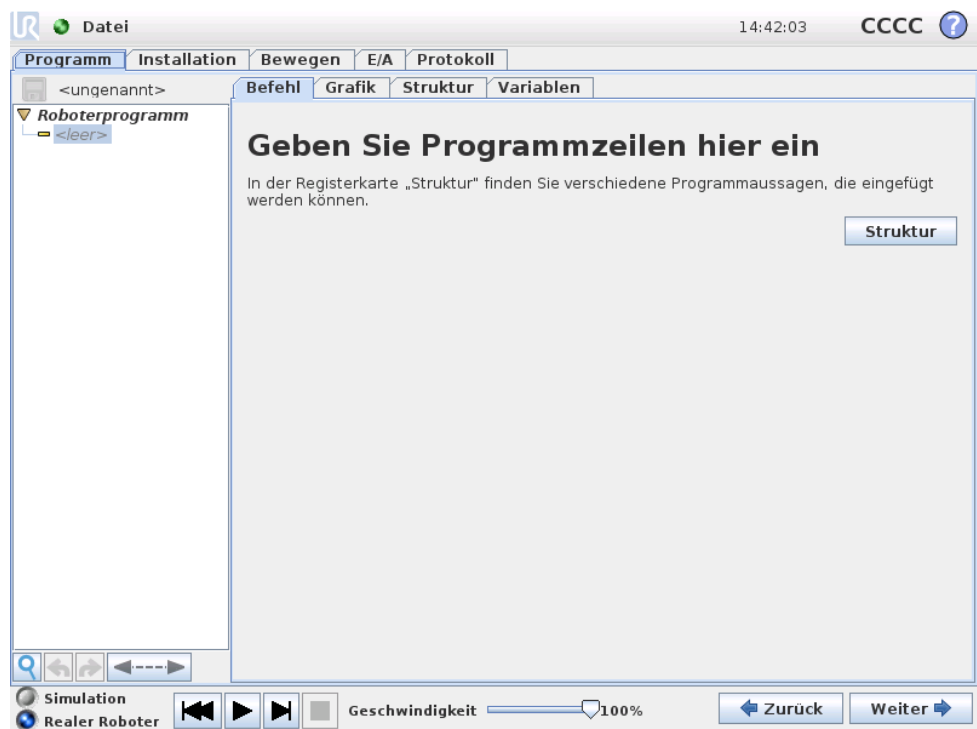 UR Datei 14:42:03 CCCC ?
Programm Installation Bewegen E/A Protokoll
<ungenannt>
Befehl Grafik Struktur Variablen
Roboterprogramm
<leer>
Geben Sie Programmzeilen hier ein
In der Registerkarte „Struktur" finden Sie verschiedene Programmaussagen, die eingefügt
werden können.
Struktur
Simulation
Realer Roboter
Geschwindigkeit 100%
Zurück Weiter